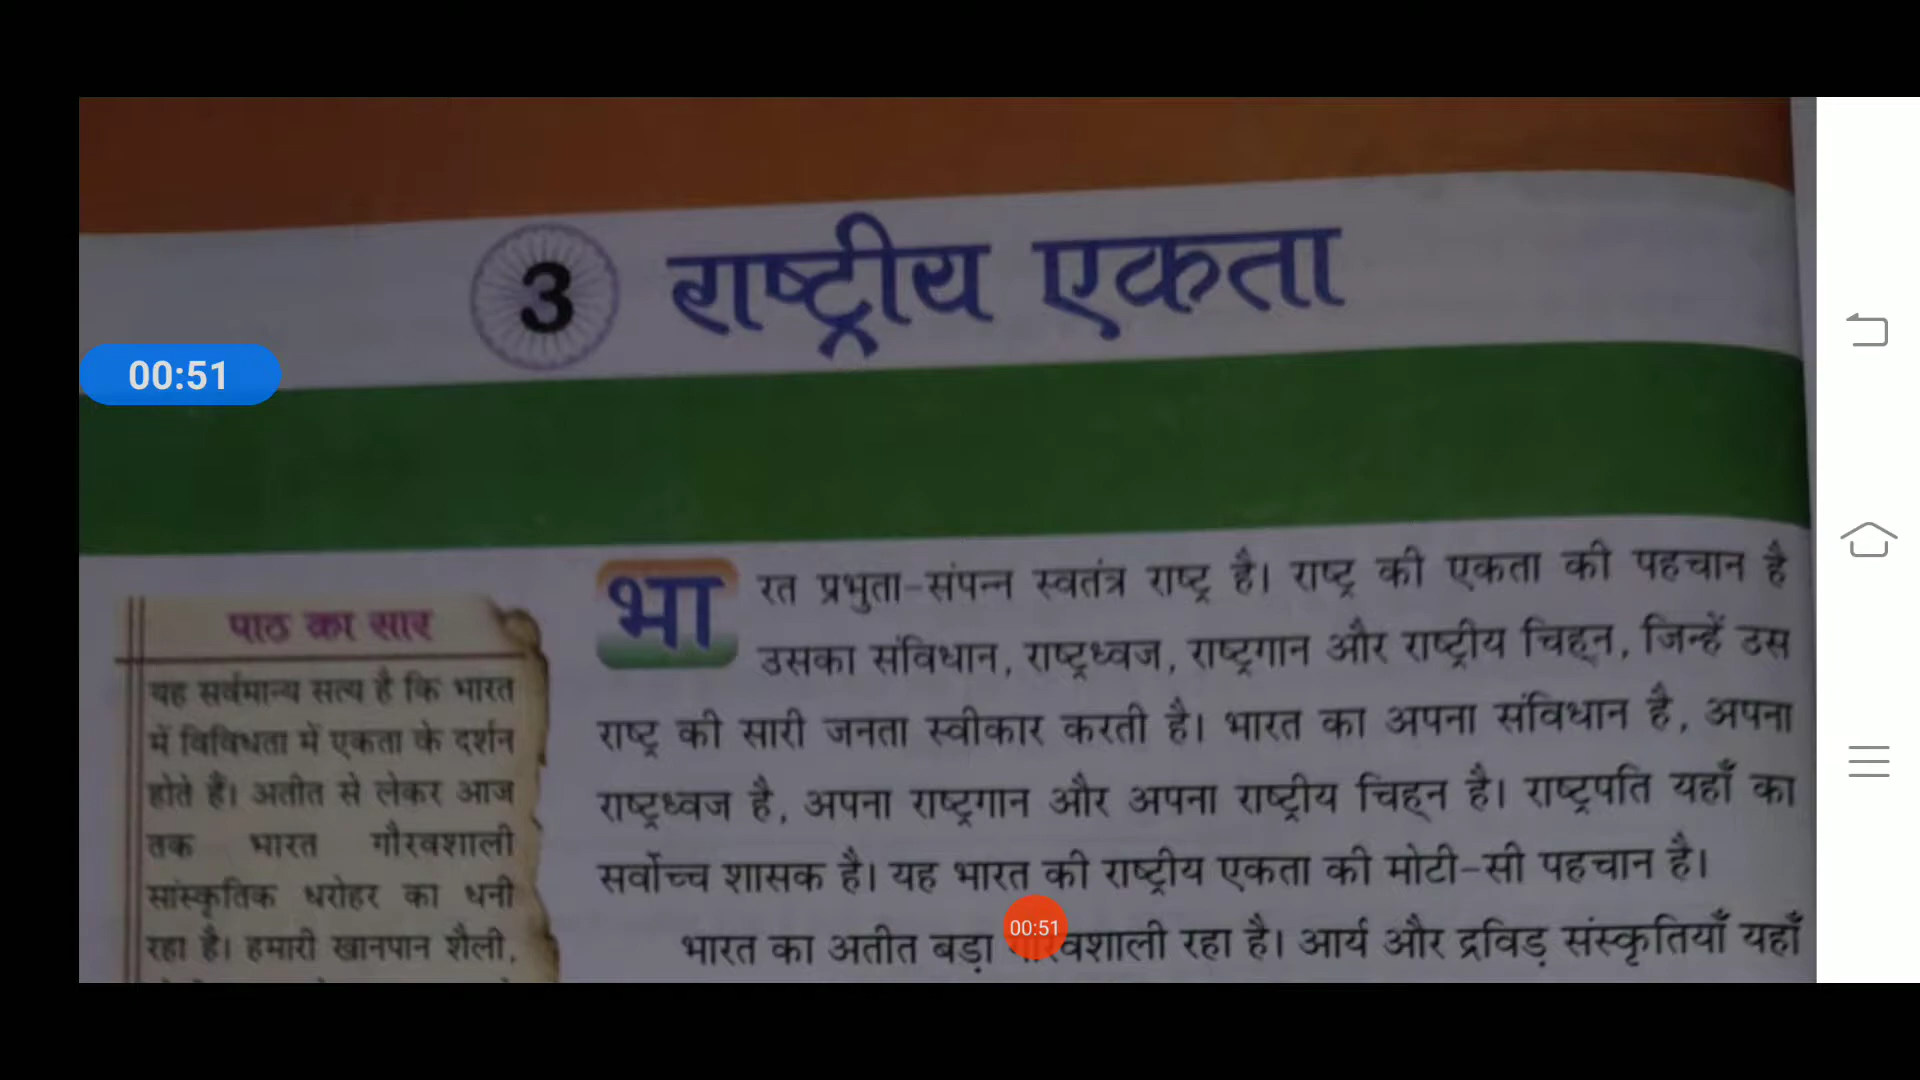 3 राष्ट्रीय एकता
00:51
पाठ का सार
यह सर्वमान्य सत्य है कि भारत
में विविधता में एकता के दर्शन
होते हैं। अतीत से लेकर आज
तक भारत गौरवशाली
सांस्कृतिक धरोहर का धनी
रहा है। हमारी खानपान शैली,
भारत प्रभुता-संपन्न स्वतंत्र राष्ट्र है। राष्ट्र की एकता की पहचान है
उसका संविधान, राष्ट्रध्वज, राष्ट्रगान और राष्ट्रीय चिह्न, जिन्हें उस
राष्ट्र की सारी जनता स्वीकार करती है। भारत का अपना संविधान है, अपना
राष्ट्रध्वज है, अपना राष्ट्रगान और अपना राष्ट्रीय चिह्न है। राष्ट्रपति यहाँ का
सर्वोच्च शासक है। यह भारत की राष्ट्रीय एकता की मोटी-सी पहचान है।
भारत का अतीत बड़ा रहा है। आर्य और द्रविड़ संस्कृतियाँ यहाँ
00:51